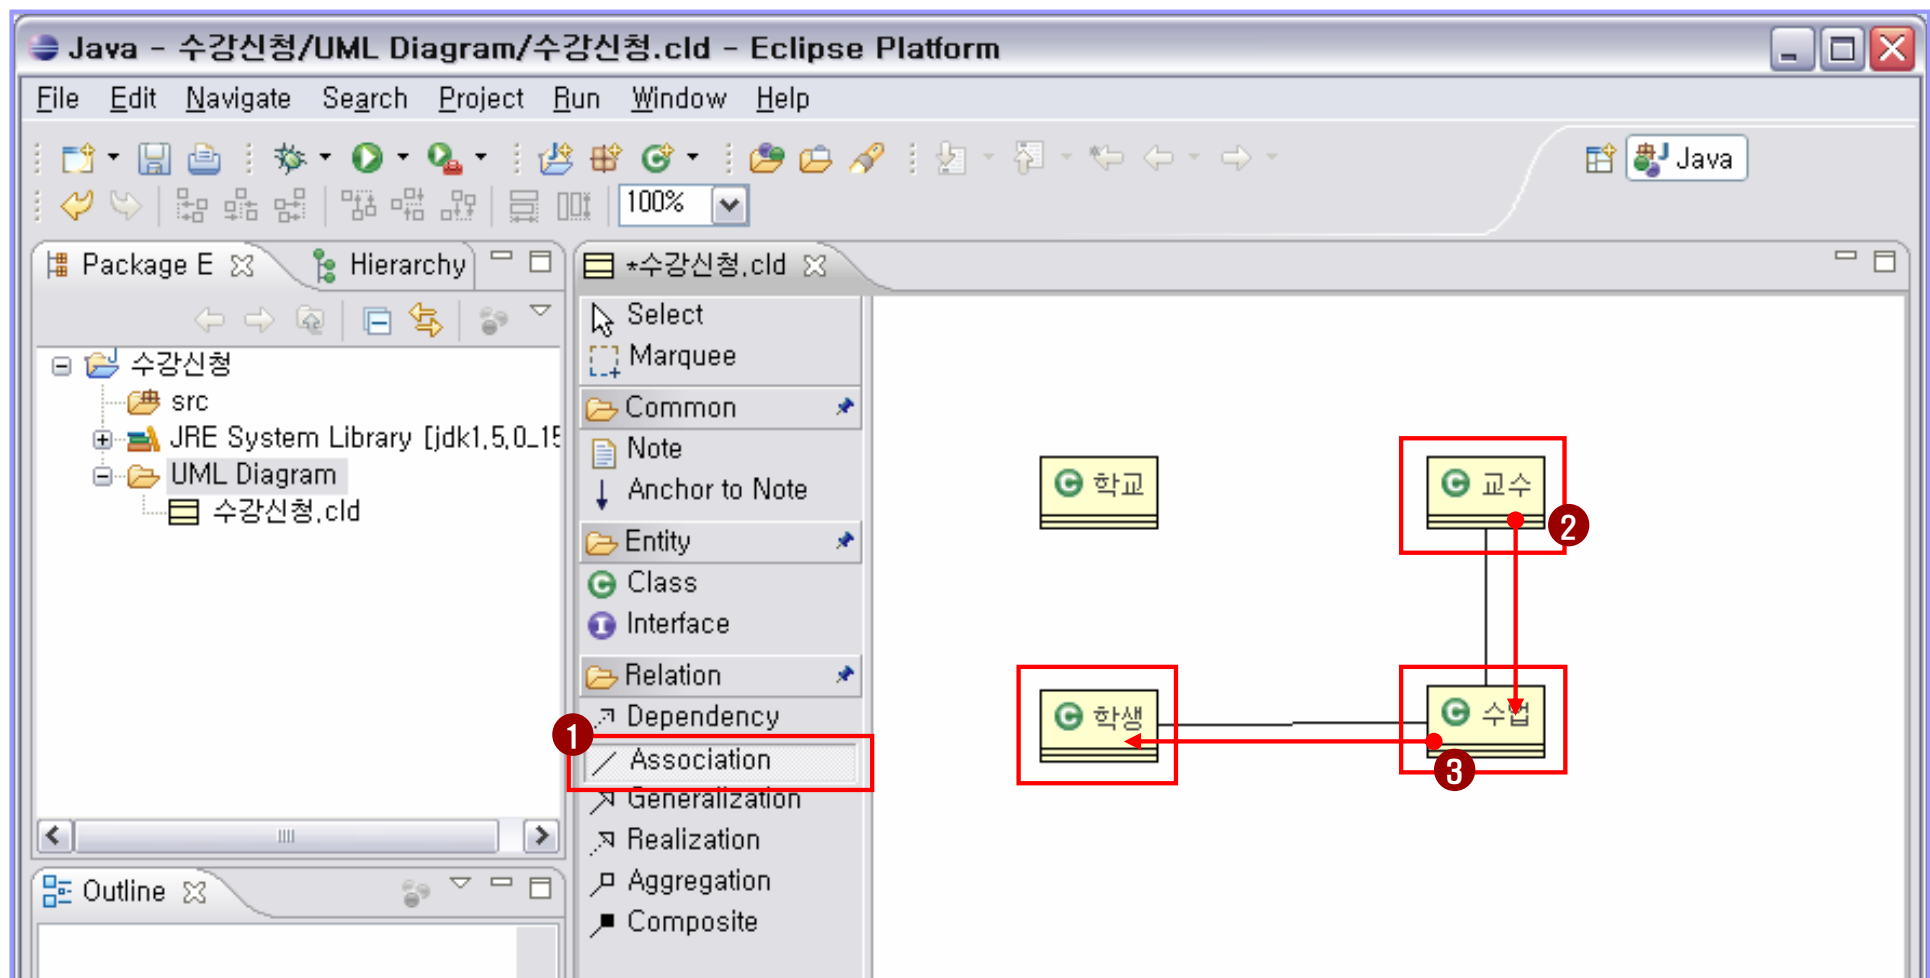 Java - 수강신청/UML Diagram/수강신청.cld - Eclipse Platform
File Edit Navigate Search Project Run Window Help
Java
100%
Package E Hierarchy
*수강신청.cld
Select
Marquee
수강신청
src
JRE System Library [jdk1.5.0_15
UML Diagram
수강신청.cld
Common
Note
Anchor to Note
Entity
Class
Interface
Relation
Dependency
1
Association
Generalization
Realization
Aggregation
Composite
학교
교수
2
학생
수업
3
Outline